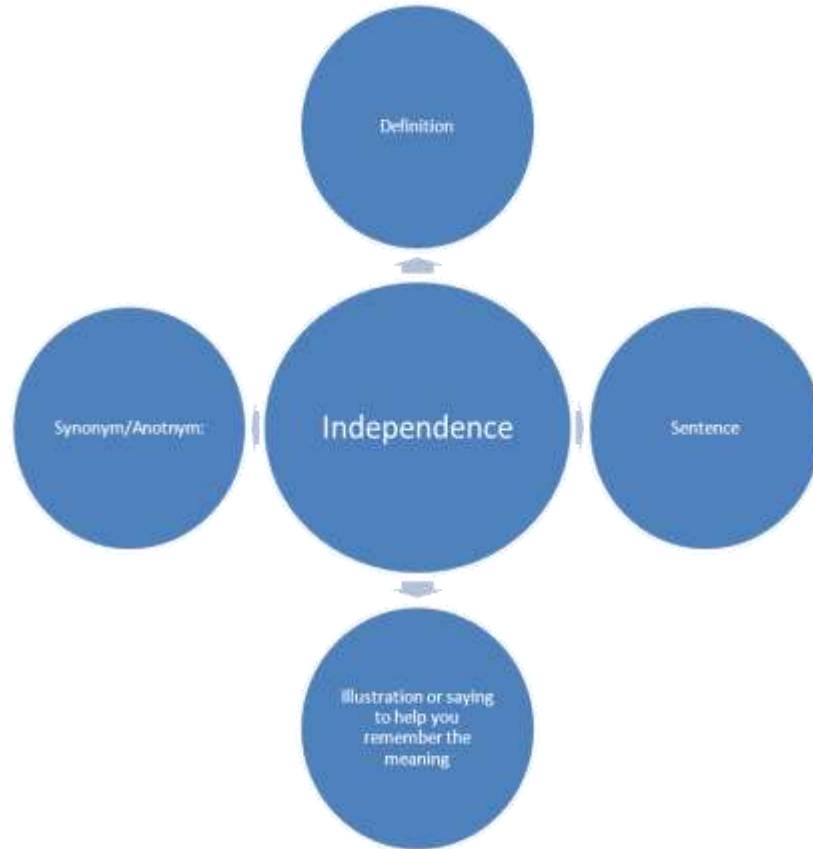 Definition
Synonym/Anotnym:
Independence
Sentence
Illustration or saying
to help you
remember the
meaning